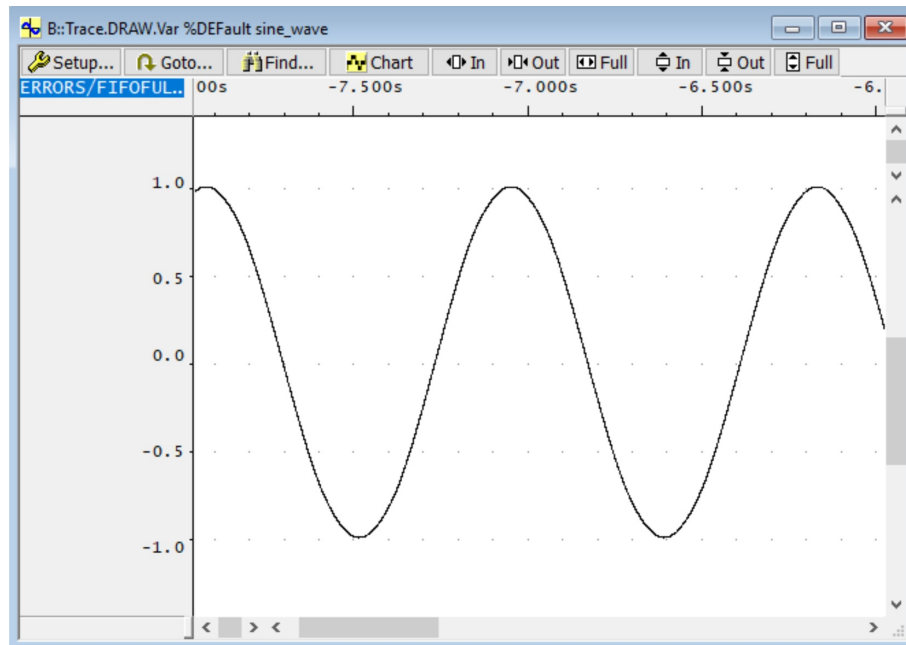 B::Trace.DRAW.Var %DEFault sine_wave
Setup... Goto... Find... Chart In Out Full In Out Full
ERRORS/FIFOFUL.. 00s -7.500s -7.000s -6.500s -6.
1.0
0.5
0.0
-0.5
-1.0